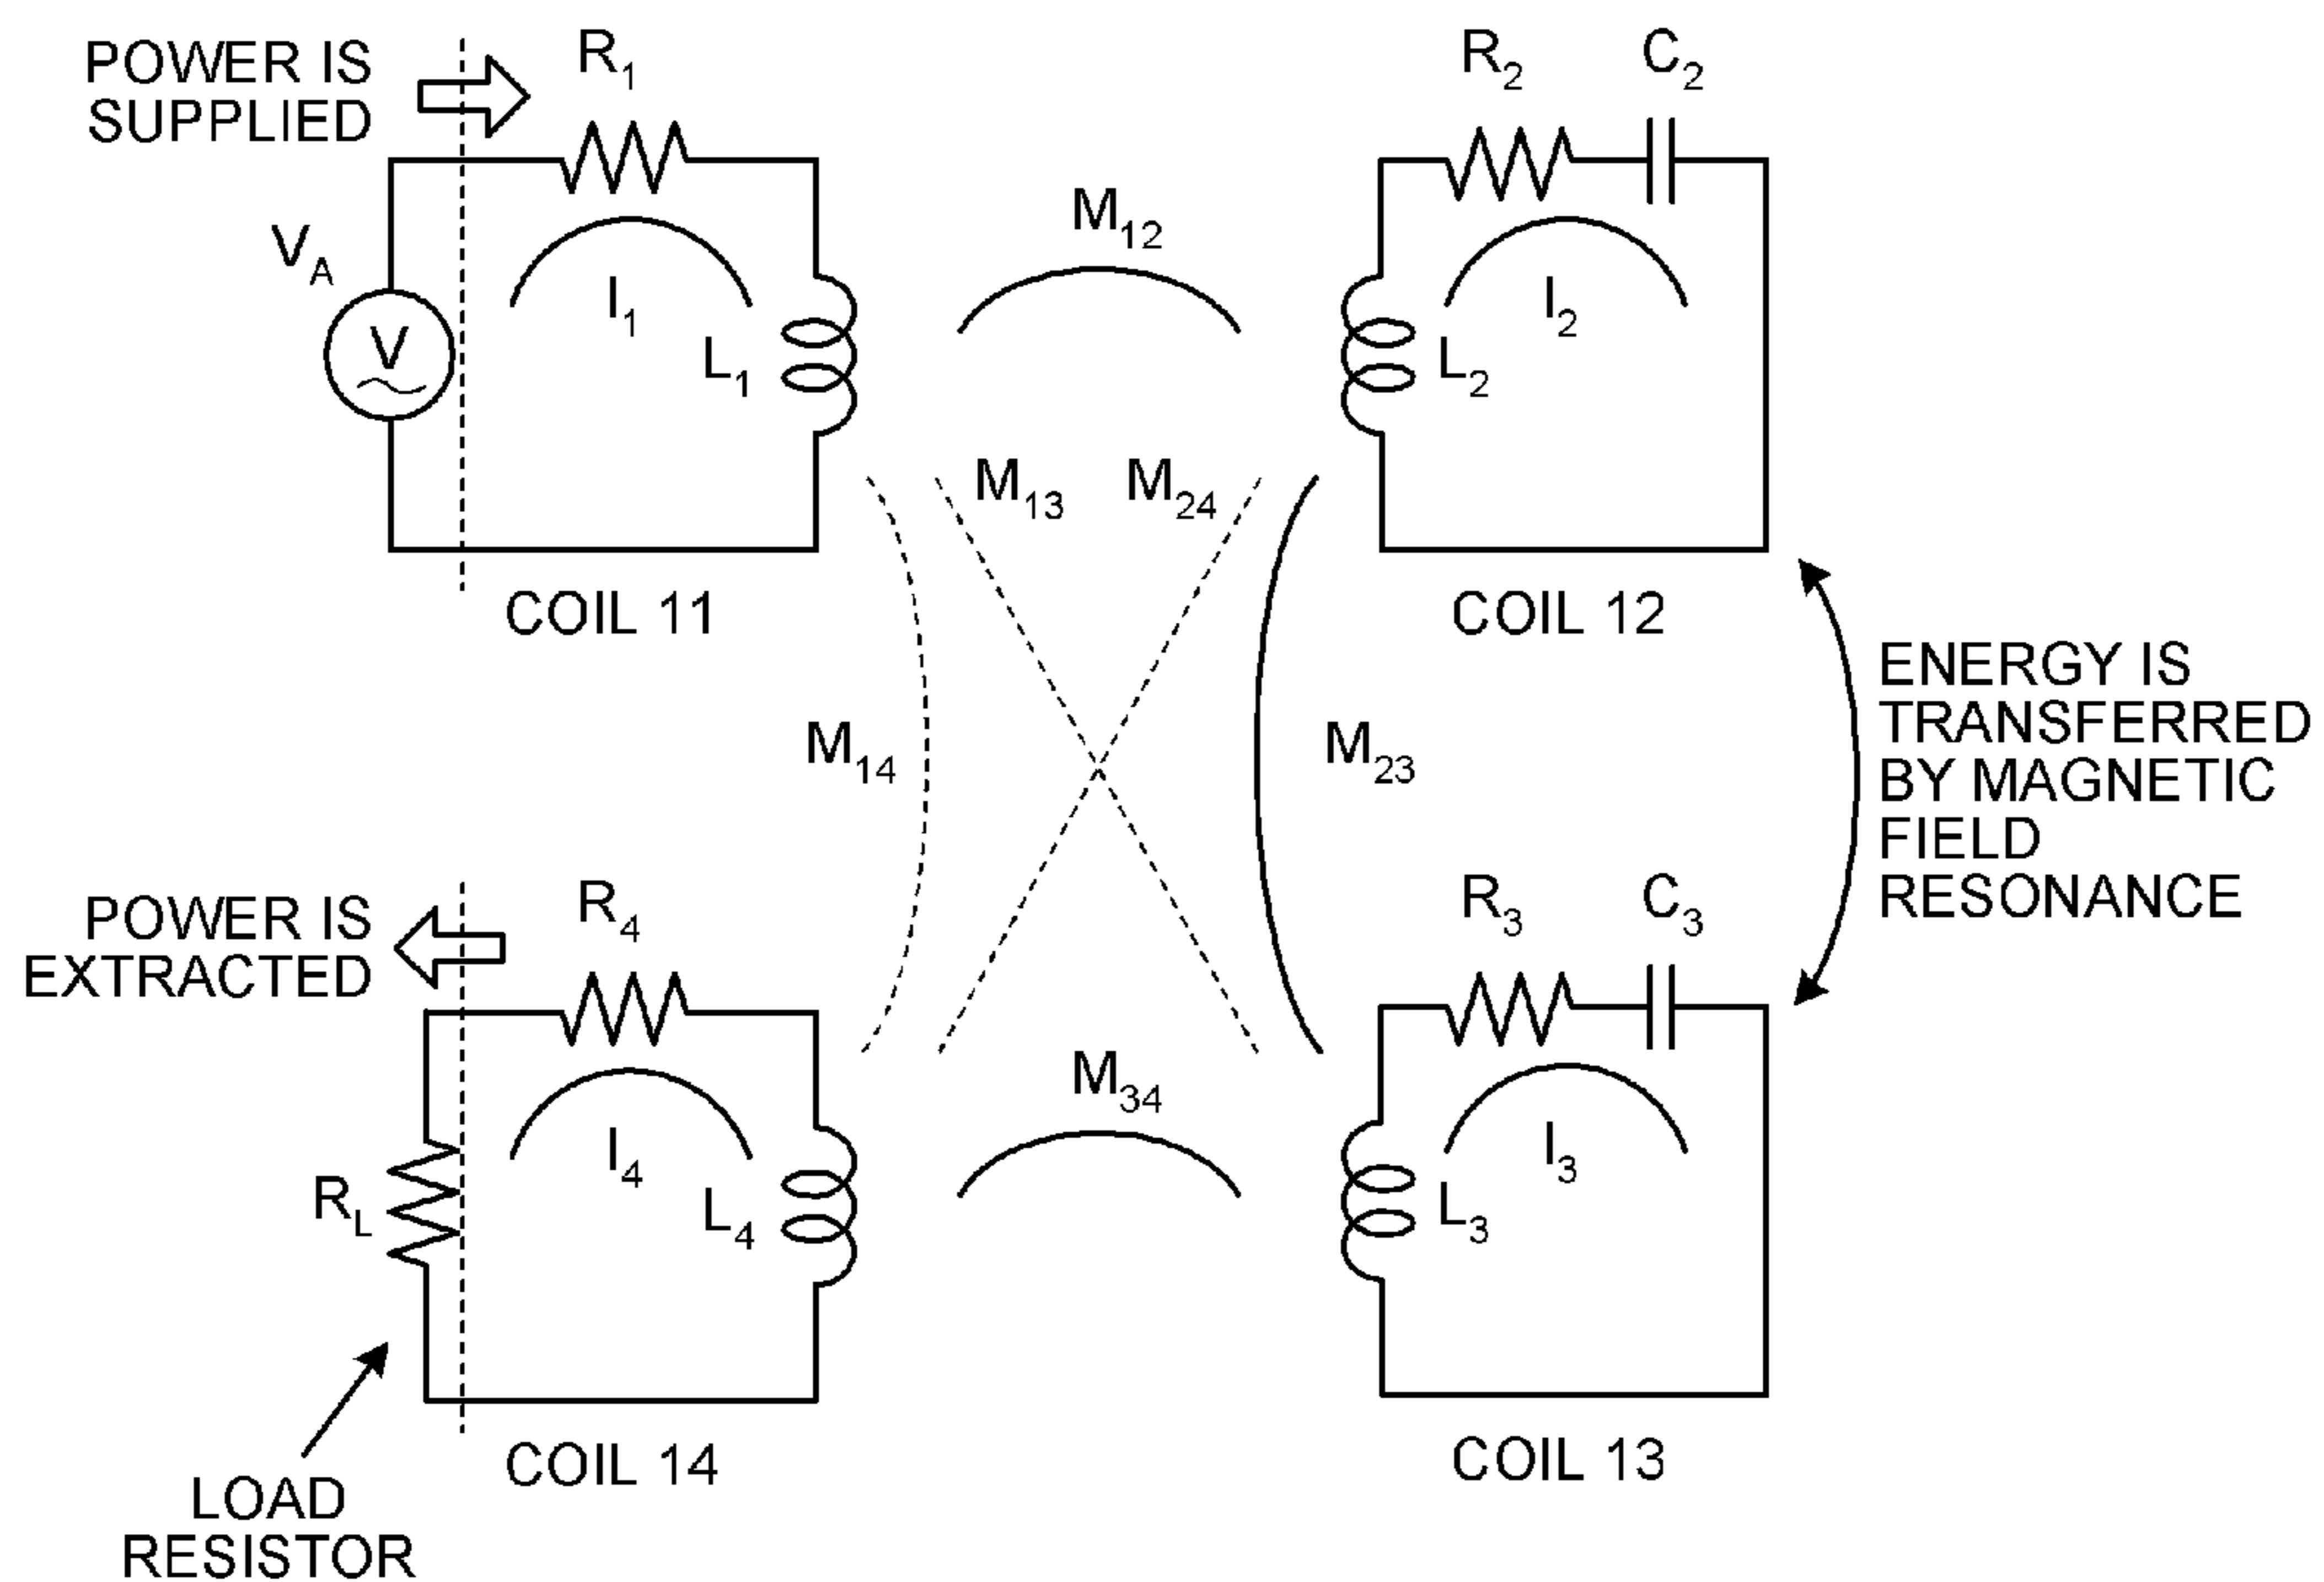 POWER IS
SUPPLIED
R1
R2
C2
VA
V
I1
L1
M12
I2
L2
M13
M24
COIL 11
COIL 12
ENERGY IS
TRANSFERRED
BY MAGNETIC
FIELD
RESONANCE
M14
M23
POWER IS
EXTRACTED
R4
R3
C3
M34
I4
L4
RL
I3
L3
COIL 14
COIL 13
LOAD
RESISTOR